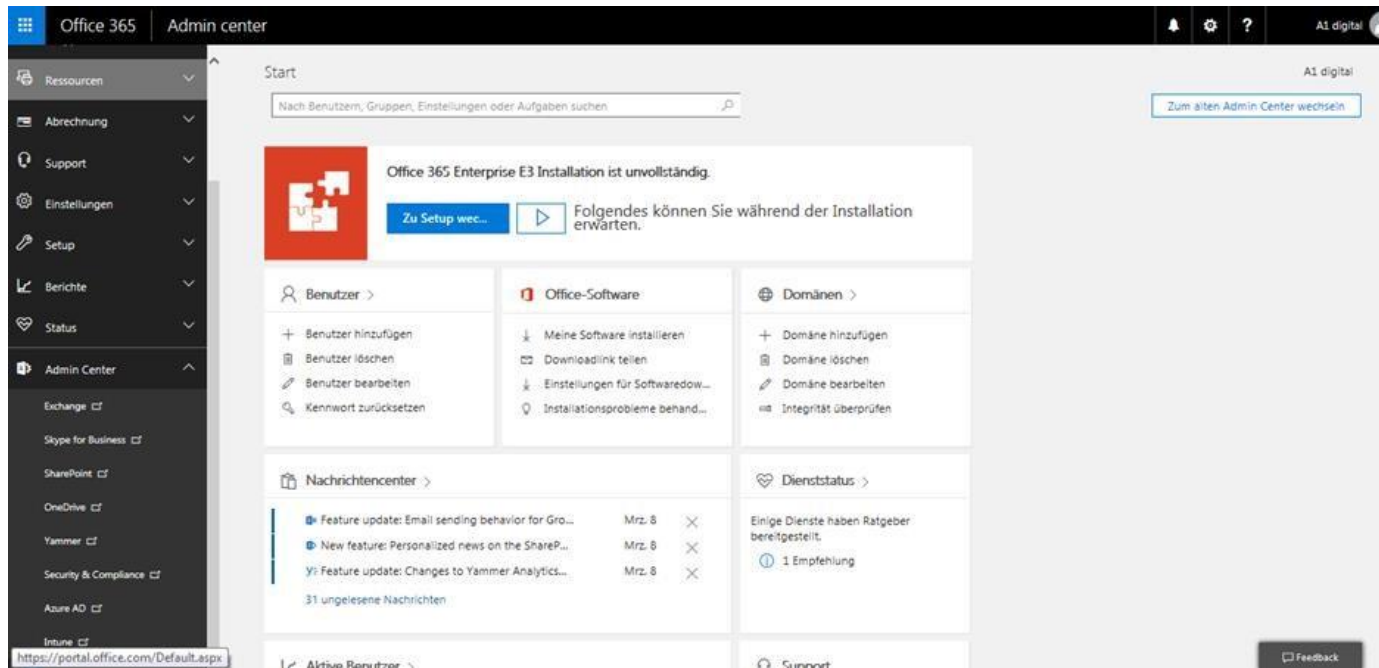 Office 365
Admin center
A1 digital
Ressourcen
Abrechnung
Support
Einstellungen
Setup
Berichte
Status
Admin Center
Exchange
Skype for Business
SharePoint
OneDrive
Yammer
Security & Compliance
Azure AD
Intune
https://portal.office.com/Default.aspx
Start
A1 digital
Nach Benutzern, Gruppen, Einstellungen oder Aufgaben suchen
Zum alten Admin Center wechseln
Office 365 Enterprise E3 Installation ist unvollständig.
Zu Setup wec...
Folgendes können Sie während der Installation
erwarten.
Benutzer >
Benutzer hinzufügen
Benutzer löschen
Benutzer bearbeiten
Kennwort zurücksetzen
Office-Software
Meine Software installieren
Downloadlink teilen
Einstellungen für Softwaredow...
Installationsprobleme behand...
Domänen >
Domäne hinzufügen
Domäne löschen
Domäne bearbeiten
Integrität überprüfen
Nachrichtencenter >
Feature update: Email sending behavior for Gro... Mrz. 8
New feature: Personalized news on the ShareP... Mrz. 8
Feature update: Changes to Yammer Analytics... Mrz. 8
31 ungelesene Nachrichten
Dienststatus >
Einige Dienste haben Ratgeber
bereitgestellt.
1 Empfehlung
Aktive Benutzer >
Support
Feedback